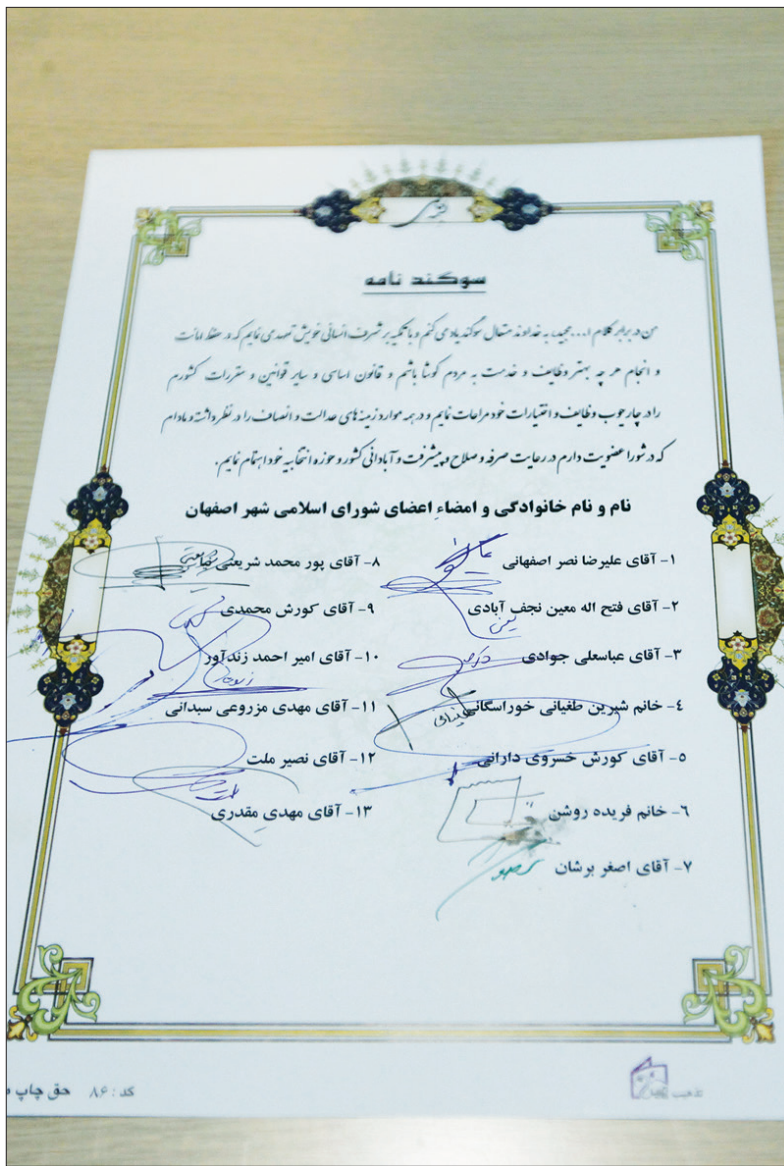 سوگند نامه
من در برابر کلام ا... مجید، به خداوند متعال سوگند یاد می کنم و با تکیه بر شرف انسانی خویش تعهد می نمایم که در حفظ امانت
و انجام هر چه بهتر وظایف و خدمت به مردم کوشا باشم و قانون اساسی و سایر قوانین و مقررات کشورم
را در چارچوب وظایف و اختیارات خود مراعات نمایم و در همه موارد زمینه های عدالت و انصاف را در نظر داشته و مادام
که در شورا عضویت دارم در رعایت صرفه و صلاح و پیشرفت و آبادانی کشور و حوزه انتخابیه خود اهتمام نمایم.
نام و نام خانوادگی و امضاءِ اعضای شورای اسلامی شهر اصفهان
۱- آقای علیرضا نصر اصفهانی
۲- آقای فتح اله معین نجف آبادی
۳- آقای عباسعلی جوادی
٤- خانم شیرین طغیانی خوراسگانی
٥- آقای کورش خسروی دارانی
٦- خانم فریده روشن
۷- آقای اصغر برشان
۸- آقای پور محمد شریعتی
۹- آقای کورش محمدی
۱۰- آقای امیر احمد زندآور
۱۱- آقای مهدی مزروعی سبدانی
۱۲- آقای نصیر ملت
۱۳- آقای مهدی مقدری
کد: ۸۶ حق چاپ
تذهیب